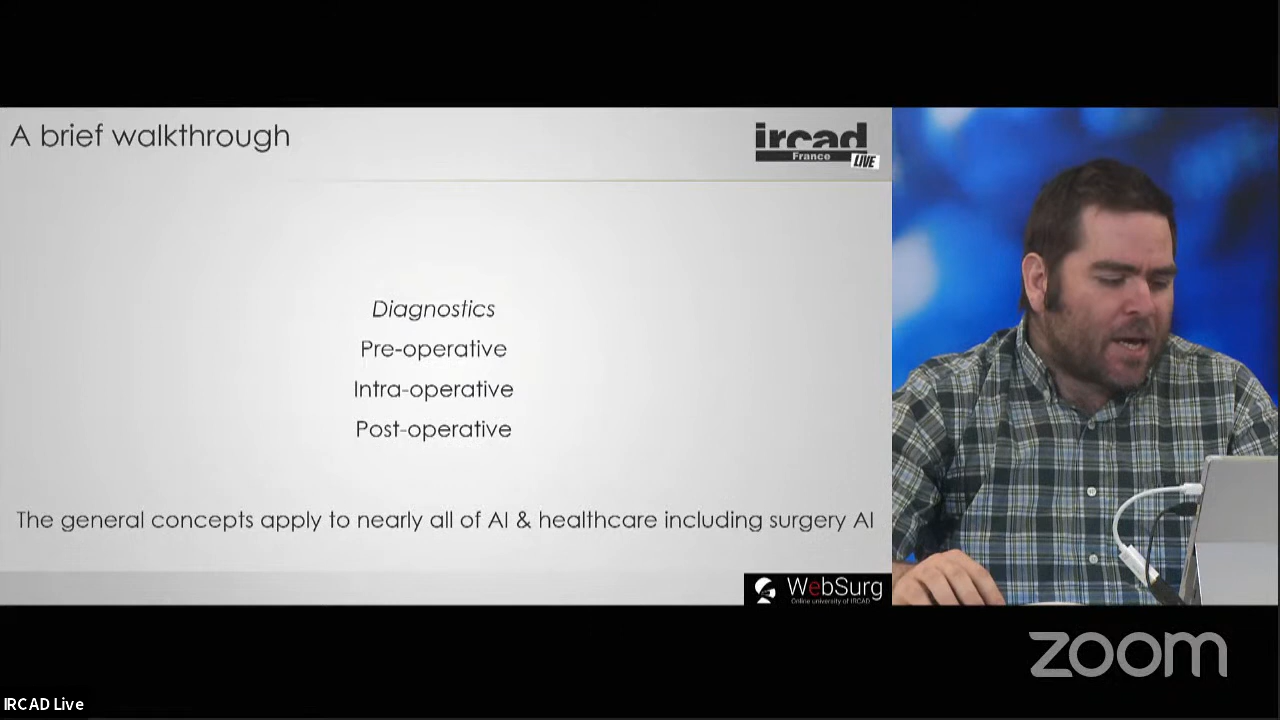 A brief walkthrough
ircad
France
LIVE
Diagnostics
Pre-operative
Intra-operative
Post-operative
The general concepts apply to nearly all of AI & healthcare including surgery AI
WebSurg
Online university of IRCAD
zoom
IRCAD Live